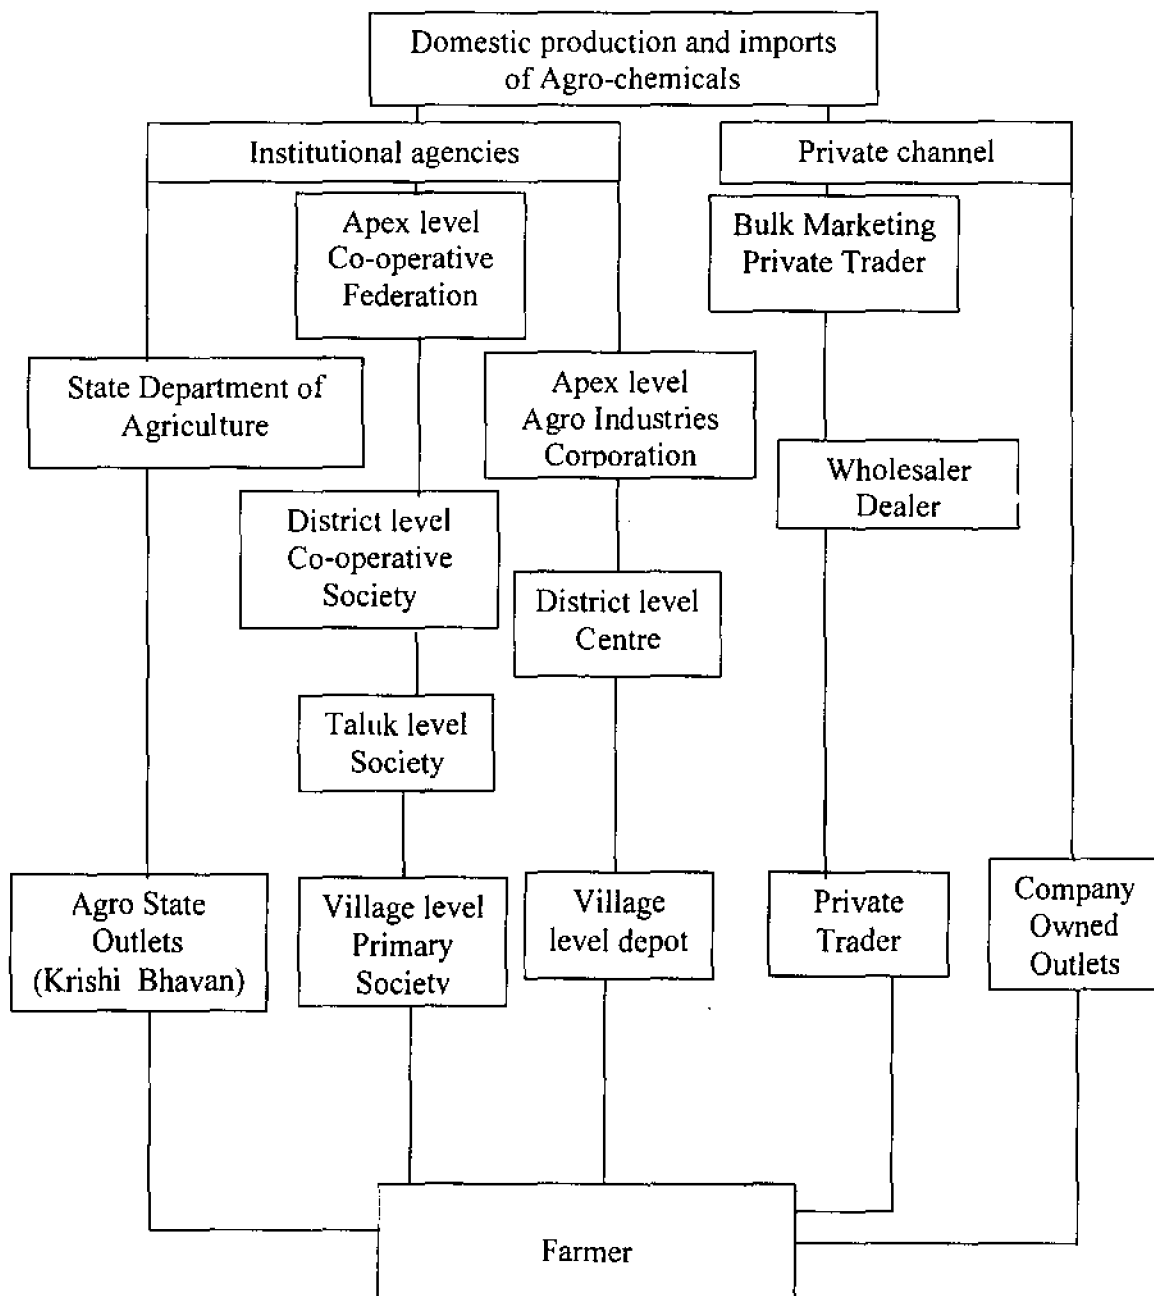 Domestic production and imports
of Agro-chemicals
Institutional agencies
Private channel
Apex level
Co-operative
Federation
Bulk Marketing
Private Trader
State Department of
Agriculture
Apex level
Agro Industries
Corporation
Wholesaler
Dealer
District level
Co-operative
Society
District level
Centre
Taluk level
Society
Agro State
Outlets
(Krishi Bhavan)
Village level
Primary
Society
Village
level depot
Private
Trader
Company
Owned
Outlets
Farmer